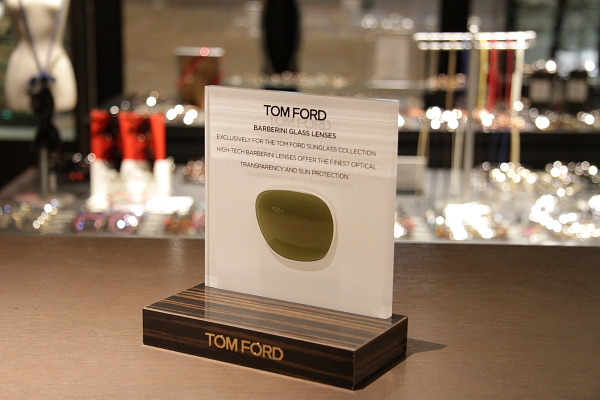 TOM FORD
BARBERINI GLASS LENSES
EXCLUSIVELY FOR THE TOM FORD SUNGLASS COLLECTION
HIGH-TECH BARBERINI LENSES OFFER THE FINEST OPTICAL
TRANSPARENCY AND SUN PROTECTION
TOM FORD